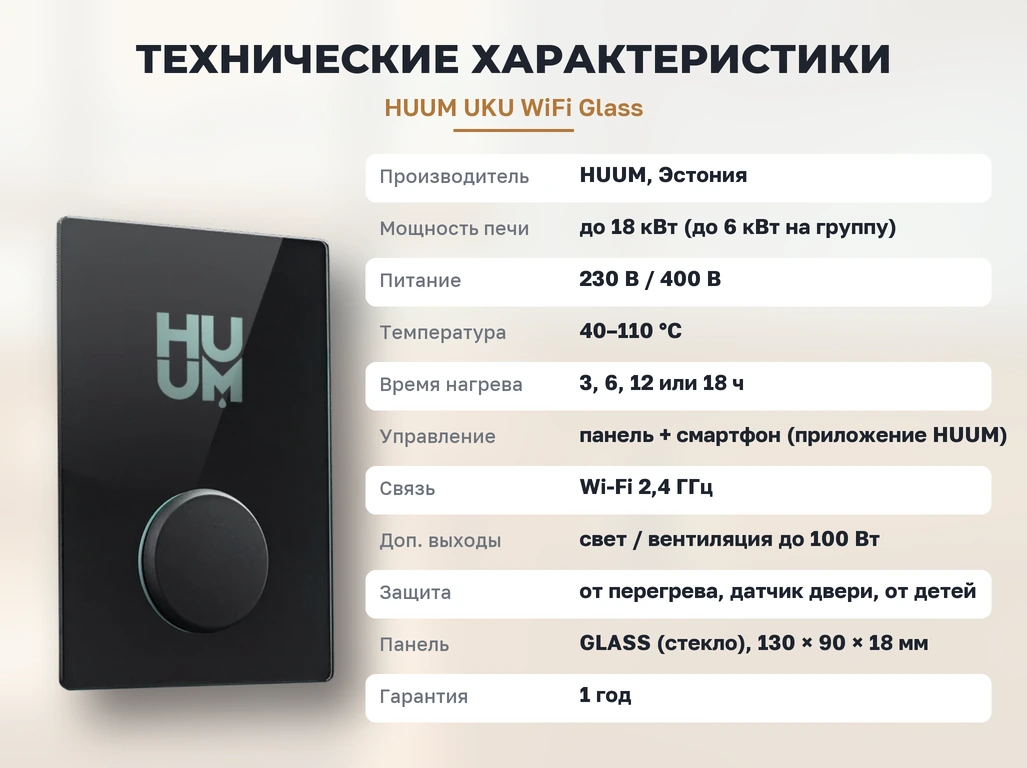 ТЕХНИЧЕСКИЕ ХАРАКТЕРИСТИКИ
HUUM UKU WiFi Glass
HU
UM
Производитель HUUM, Эстония
Мощность печи до 18 кВт (до 6 кВт на группу)
Питание 230 В / 400 В
Температура 40–110 °C
Время нагрева 3, 6, 12 или 18 ч
Управление панель + смартфон (приложение HUUM)
Связь Wi-Fi 2,4 ГГц
Доп. выходы свет / вентиляция до 100 Вт
Защита от перегрева, датчик двери, от детей
Панель GLASS (стекло), 130 × 90 × 18 мм
Гарантия 1 год